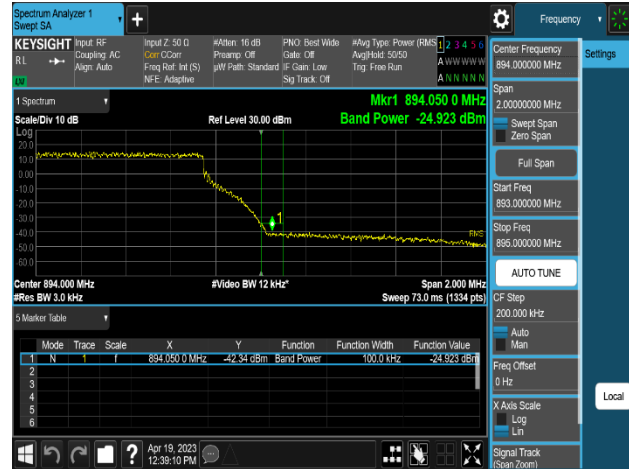 Spectrum Analyzer 1
Swept SA
+
Frequency
KEYSIGHT
RL
Input: RF
Coupling: AC
Align: Auto
Input Z: 50 Ω
Corr CCorr
Freq Ref: Int (S)
NFE: Adaptive
#Atten: 16 dB
Preamp: Off
µW Path: Standard
PNO: Best Wide
Gate: Off
IF Gain: Low
Sig Track: Off
#Avg Type: Power (RMS
Avg|Hold: 50/50
Trig: Free Run
1 2 3 4 5 6
A W W W W W
A N N N N N
1 Spectrum
Scale/Div 10 dB
Ref Level 30.00 dBm
Mkr1 894.050 0 MHz
Band Power -24.923 dBm
Log
20.0
10.0
0.00
-10.0
-20.0
-30.0
-40.0
-50.0
-60.0
1
RMS
Center 894.000 MHz
#Res BW 3.0 kHz
#Video BW 12 kHz*
Span 2.000 MHz
Sweep 73.0 ms (1334 pts)
5 Marker Table
Mode Trace Scale X Y Function Function Width Function Value
1 N 1 f 894.050 0 MHz -42.34 dBm Band Power 100.0 kHz -24.923 dBm
2
3
4
5
6
?
Apr 19, 2023
12:39:10 PM
Center Frequency
894.000000 MHz
Settings
Span
2.00000000 MHz
Swept Span
Zero Span
Full Span
Start Freq
893.000000 MHz
Stop Freq
895.000000 MHz
AUTO TUNE
CF Step
200.000 kHz
Auto
Man
Freq Offset
0 Hz
X Axis Scale
Log
Lin
Local
Signal Track
(Span Zoom)